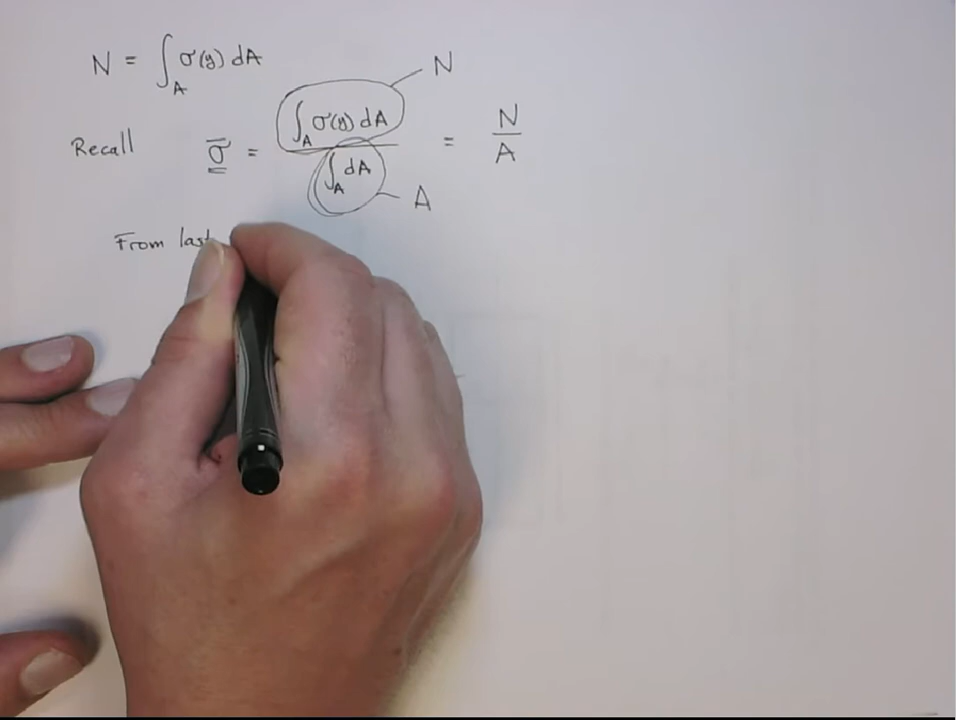 N = ∫_A σ(y) dA
Recall σ̄ = ∫_A σ(y) dA / ∫_A dA = N / A
N
A
From last